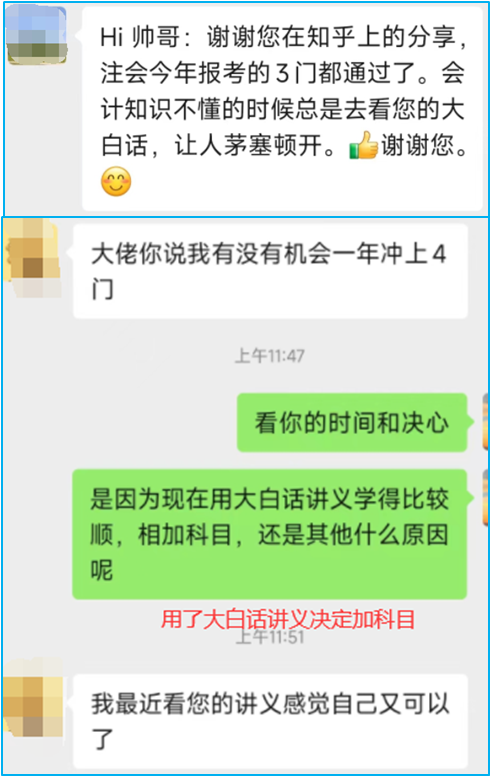 Hi 帅哥：谢谢您在知乎上的分享，
注会今年报考的3门都通过了。会
计知识不懂的时候总是去看您的大
白话，让人茅塞顿开。👍谢谢您。
😊
大佬你说我有没有机会一年冲上4
门
上午11:47
看你的时间和决心
是因为现在用大白话讲义学得比较
顺，相加科目，还是其他什么原因
呢
用了大白话讲义决定加科目
上午11:51
我最近看您的讲义感觉自己又可以
了